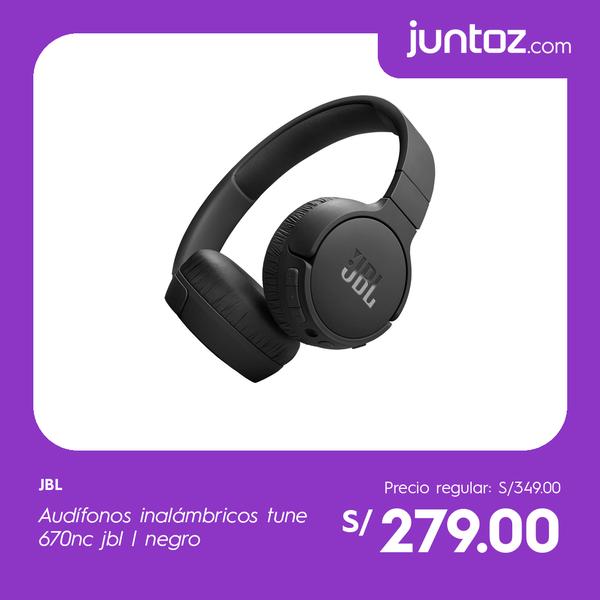 juntoz.com
JBL
JBL
Audífonos inalámbricos tune
670nc jbl | negro
Precio regular: S/349.00
S/ 279.00